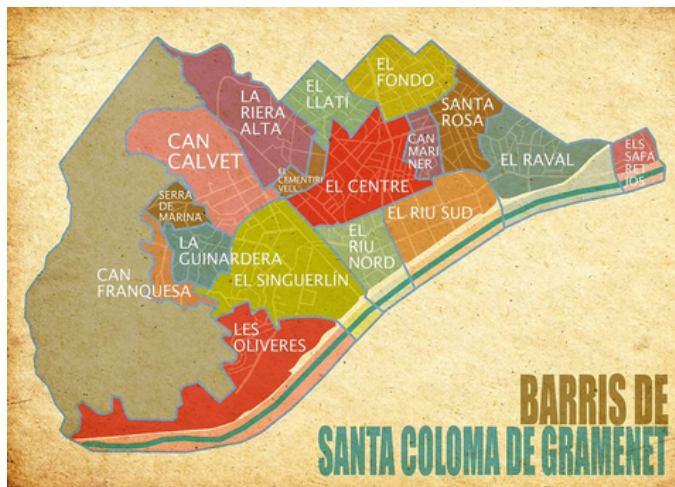 EL
FONDO
EL
LLATÍ
LA
RIERA
ALTA
SANTA
ROSA
CAN
MARI
NER
CAN
CALVET
EL RAVAL
ELS
SAFA
RET
JOS
EL
CEMENTIRI
VELL
EL CENTRE
SERRA
DE
MARINA
EL RIU SUD
EL
RIU
NORD
LA
GUINARDERA
CAN
FRANQUESA
EL SINGUERLÍN
LES
OLIVERES
BARRIS DE
SANTA COLOMA DE GRAMENET